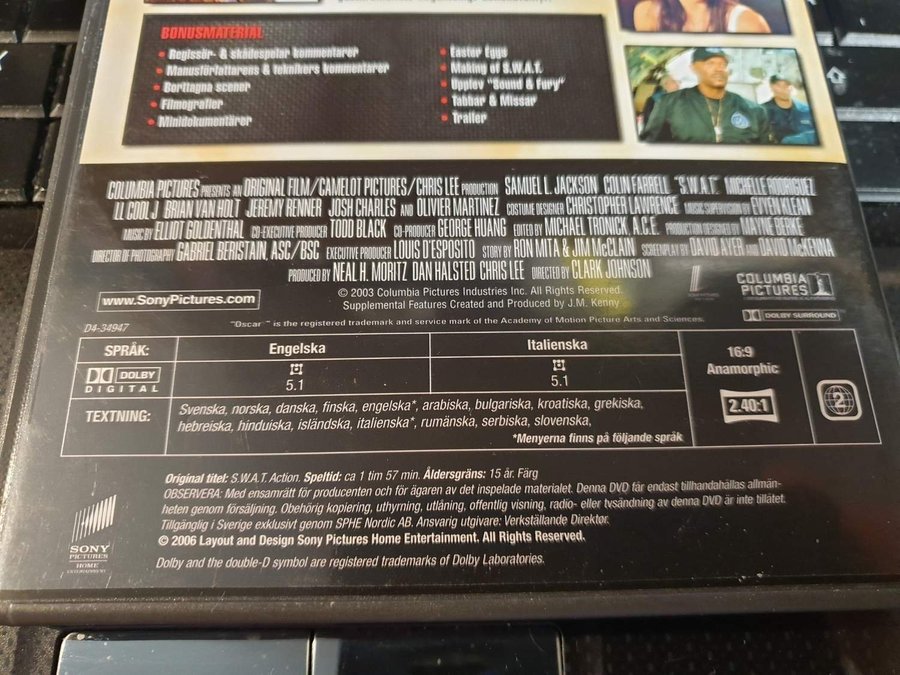 BONUSMATERIAL
• Regissör- & skådespelar kommentarer
• Manusförfattarens & teknikers kommentarer
• Borttagna scener
• Filmografier
• Minidokumentärer
• Easter Eggs
• Making of S.W.A.T.
• Upplev "Sound & Fury"
• Tabbar & Missar
• Trailer
COLUMBIA PICTURES PRESENTS AN ORIGINAL FILM/CAMELOT PICTURES/CHRIS LEE PRODUCTION SAMUEL L. JACKSON COLIN FARRELL "S.W.A.T." MICHELLE RODRIGUEZ
LL COOL J BRIAN VAN HOLT JEREMY RENNER JOSH CHARLES AND OLIVIER MARTINEZ COSTUME DESIGNER CHRISTOPHER LAWRENCE MUSIC SUPERVISION BY EVYEN KLEAN
MUSIC BY ELLIOT GOLDENTHAL CO-EXECUTIVE PRODUCER TODD BLACK CO-PRODUCER GEORGE HUANG EDITED BY MICHAEL TRONICK, A.C.E. PRODUCTION DESIGNED BY MAYNE BERKE
DIRECTOR OF PHOTOGRAPHY GABRIEL BERISTAIN, ASC/BSC EXECUTIVE PRODUCER LOUIS D'ESPOSITO STORY BY RON MITA & JIM McCLAIN SCREENPLAY BY DAVID AYER AND DAVID McKENNA
PRODUCED BY NEAL H. MORITZ DAN HALSTED CHRIS LEE DIRECTED BY CLARK JOHNSON
www.SonyPictures.com
© 2003 Columbia Pictures Industries Inc. All Rights Reserved.
Supplemental Features Created and Produced by J.M. Kenny
COLUMBIA
PICTURES
DOLBY SURROUND
D4-34947
"Oscar" is the registered trademark and service mark of the Academy of Motion Picture Arts and Sciences.
SPRÅK: Engelska Italienska
DOLBY
DIGITAL
5.1 5.1
16:9
Anamorphic
2.40:1
2
TEXTNING: Svenska, norska, danska, finska, engelska*, arabiska, bulgariska, kroatiska, grekiska,
hebreiska, hinduiska, isländska, italienska*, rumänska, serbiska, slovenska,
*Menyerna finns på följande språk
Original titel: S.W.A.T. Action. Speltid: ca 1 tim 57 min. Åldersgräns: 15 år. Färg
OBSERVERA: Med ensamrätt för producenten och för ägaren av det inspelade materialet. Denna DVD får endast tillhandahållas allmän-
heten genom försäljning. Obehörig kopiering, uthyrning, utlåning, offentlig visning, radio- eller tvsändning av denna DVD är inte tillåtet.
Tillgänglig i Sverige exklusivt genom SPHE Nordic AB. Ansvarig utgivare: Verkställande Direktör.
© 2006 Layout and Design Sony Pictures Home Entertainment. All Rights Reserved.
Dolby and the double-D symbol are registered trademarks of Dolby Laboratories.
SONY
PICTURES
HOME
ENTERTAINMENT